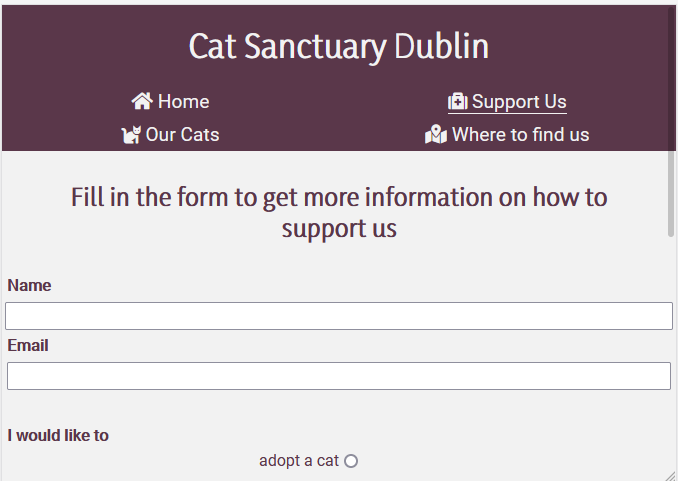 Cat Sanctuary Dublin
Home
Support Us
Our Cats
Where to find us
Fill in the form to get more information on how to
support us
Name
Email
I would like to
adopt a cat